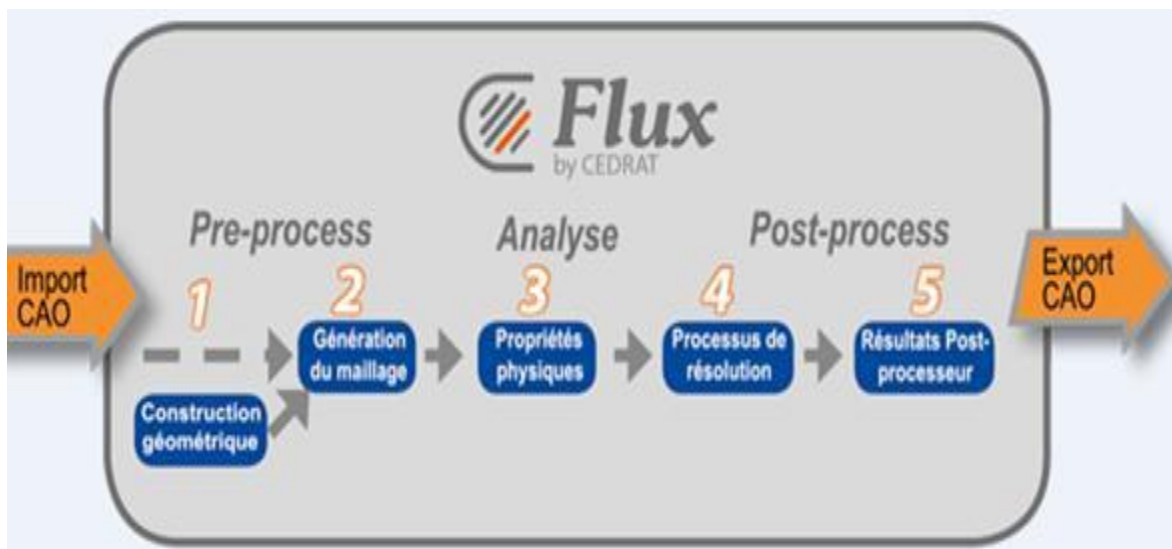 Flux
by CEDRAT
Pre-process
Analyse
Post-process
Import
CAO
1
2
3
4
5
Export
CAO
Génération
du maillage
Propriétés
physiques
Processus de
résolution
Résultats Post-
processeur
Construction
géométrique